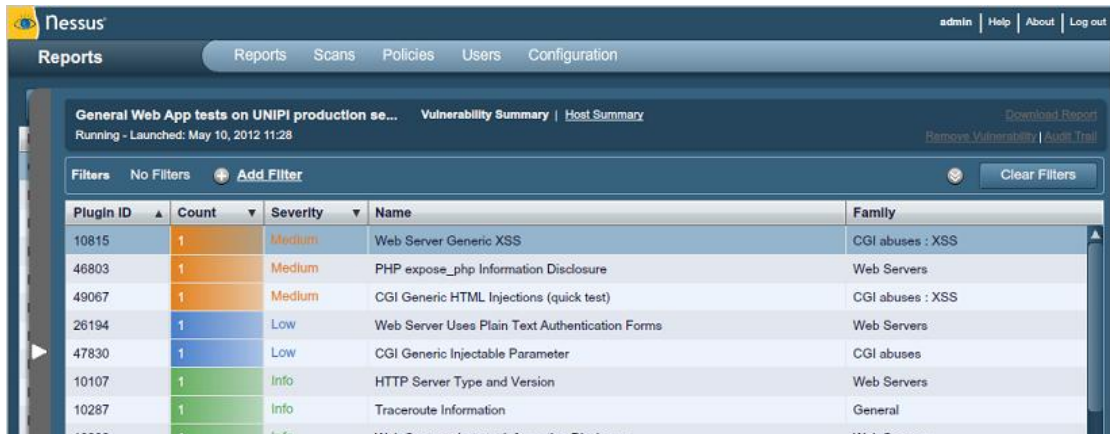 nessus
admin | Help | About | Log out
Reports
Reports Scans Policies Users Configuration
General Web App tests on UNIPI production se... Vulnerability Summary | Host Summary
Download Report
Running - Launched: May 10, 2012 11:28
Remove Vulnerability | Audit Trail
Filters No Filters Add Filter Clear Filters
Plugin ID Count Severity Name Family
10815 1 Medium Web Server Generic XSS CGI abuses : XSS
46803 1 Medium PHP expose_php Information Disclosure Web Servers
49067 1 Medium CGI Generic HTML Injections (quick test) CGI abuses : XSS
26194 1 Low Web Server Uses Plain Text Authentication Forms Web Servers
47830 1 Low CGI Generic Injectable Parameter CGI abuses
10107 1 Info HTTP Server Type and Version Web Servers
10287 1 Info Traceroute Information General